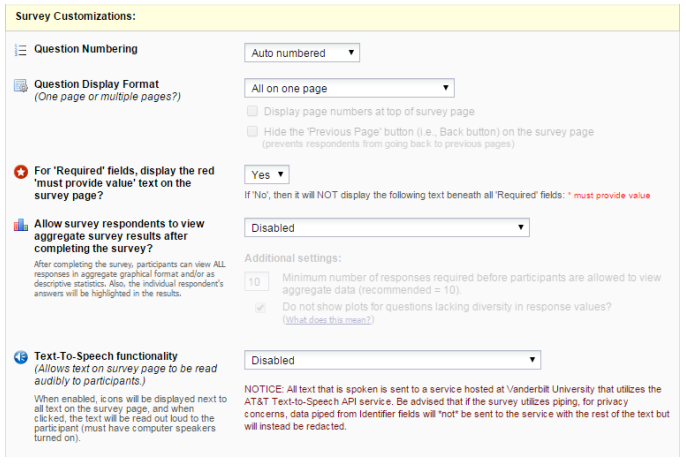 Survey Customizations:
Question Numbering
Auto numbered
Question Display Format
(One page or multiple pages?)
All on one page
Display page numbers at top of survey page
Hide the 'Previous Page' button (i.e., Back button) on the survey page
(prevents respondents from going back to previous pages)
For 'Required' fields, display the red
'must provide value' text on the
survey page?
Yes
If 'No', then it will NOT display the following text beneath all 'Required' fields: * must provide value
Allow survey respondents to view
aggregate survey results after
completing the survey?
After completing the survey, participants can view ALL
responses in aggregate graphical format and/or as
descriptive statistics. Also, the individual respondent's
answers will be highlighted in the results.
Disabled
Additional settings:
10
Minimum number of responses required before participants are allowed to view
aggregate data (recommended = 10).
Do not show plots for questions lacking diversity in response values?
(What does this mean?)
Text-To-Speech functionality
(Allows text on survey page to be read
audibly to participants.)
When enabled, icons will be displayed next to
all text on the survey page, and when
clicked, the text will be read out loud to the
participant (must have computer speakers
turned on).
Disabled
NOTICE: All text that is spoken is sent to a service hosted at Vanderbilt University that utilizes the
AT&T Text-to-Speech API service. Be advised that if the survey utilizes piping, for privacy
concerns, data piped from Identifier fields will *not* be sent to the service with the rest of the text but
will instead be redacted.